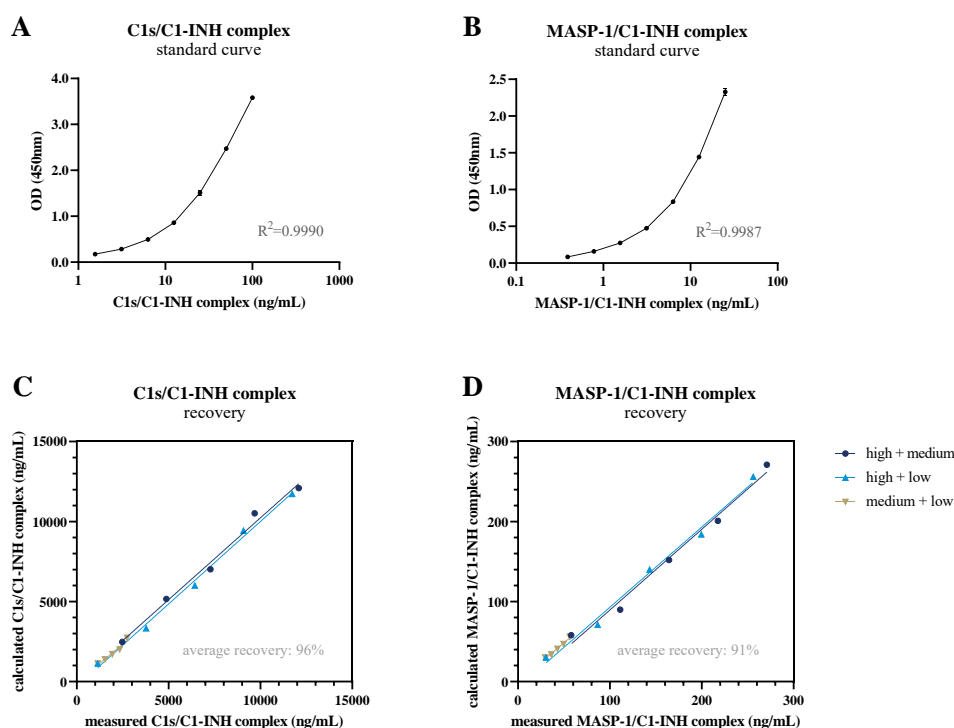 A
C1s/C1-INH complex
standard curve
4.0
3.0
2.0
1.0
0.0
OD (450nm)
R²=0.9990
1
10
100
1000
C1s/C1-INH complex (ng/mL)
B
MASP-1/C1-INH complex
standard curve
2.5
2.0
1.5
1.0
0.5
0.0
OD (450nm)
R²=0.9987
0.1
1
10
100
MASP-1/C1-INH complex (ng/mL)
C
C1s/C1-INH complex
recovery
15000
10000
5000
0
calculated C1s/C1-INH complex (ng/mL)
average recovery: 96%
0
5000
10000
15000
measured C1s/C1-INH complex (ng/mL)
D
MASP-1/C1-INH complex
recovery
300
200
100
0
calculated MASP-1/C1-INH complex (ng/mL)
average recovery: 91%
0
100
200
300
measured MASP-1/C1-INH complex (ng/mL)
high + medium
high + low
medium + low